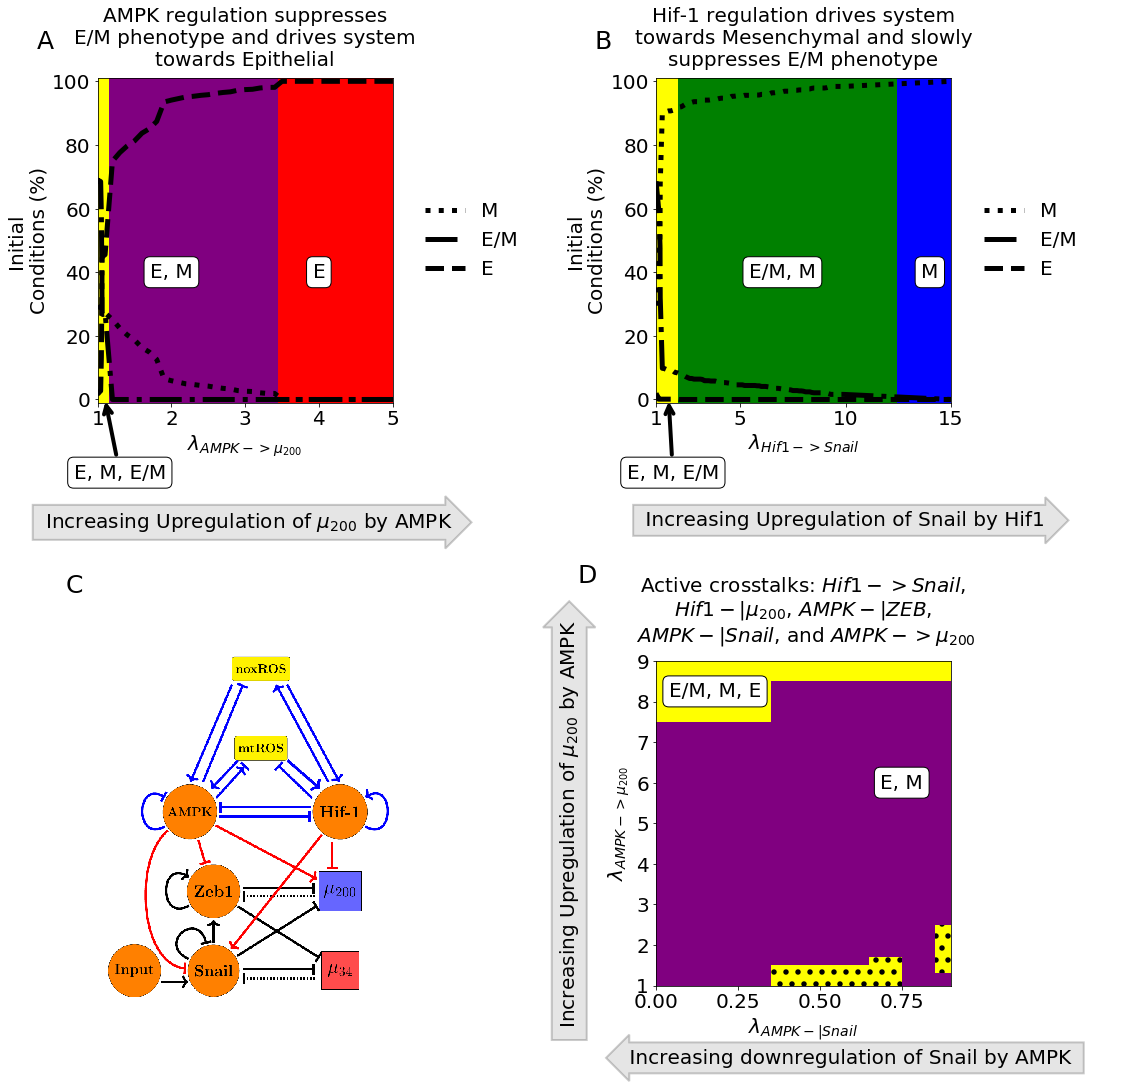 A
AMPK regulation suppresses
E/M phenotype and drives system
towards Epithelial
Initial
Conditions (%)
100
80
60
40
20
0
E, M
E
1 2 3 4 5
λAMPK−>μ200
E, M, E/M
M
E/M
E
Increasing Upregulation of μ200 by AMPK
B
Hif-1 regulation drives system
towards Mesenchymal and slowly
suppresses E/M phenotype
Initial
Conditions (%)
100
80
60
40
20
0
E/M, M
M
1 5 10 15
λHif1−>Snail
E, M, E/M
M
E/M
E
Increasing Upregulation of Snail by Hif1
C
noxROS
mtROS
AMPK
Hif-1
Zeb1
μ200
Input
Snail
μ34
D
Active crosstalks: Hif1−>Snail,
Hif1−|μ200, AMPK−|ZEB,
AMPK−|Snail, and AMPK−>μ200
Increasing Upregulation of μ200 by AMPK
λAMPK−>μ200
9
8
7
6
5
4
3
2
1
E/M, M, E
E, M
0.00 0.25 0.50 0.75
λAMPK−|Snail
Increasing downregulation of Snail by AMPK